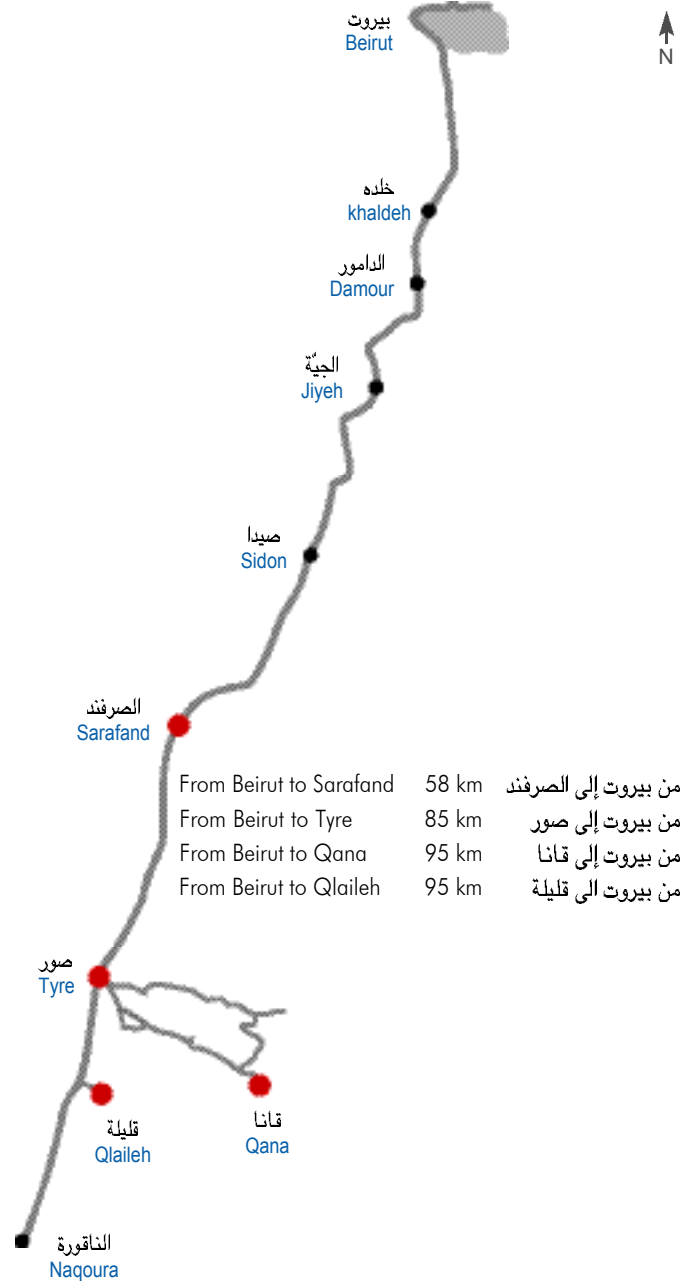 بيروت
Beirut
N
خلده
khaldeh
الدامور
Damour
الجيّة
Jiyeh
صيدا
Sidon
الصرفند
Sarafand
From Beirut to Sarafand 58 km من بيروت إلى الصرفند
From Beirut to Tyre 85 km من بيروت إلى صور
From Beirut to Qana 95 km من بيروت إلى قانا
From Beirut to Qlaileh 95 km من بيروت الى قليلة
صور
Tyre
قليلة
Qlaileh
قانا
Qana
الناقورة
Naqoura